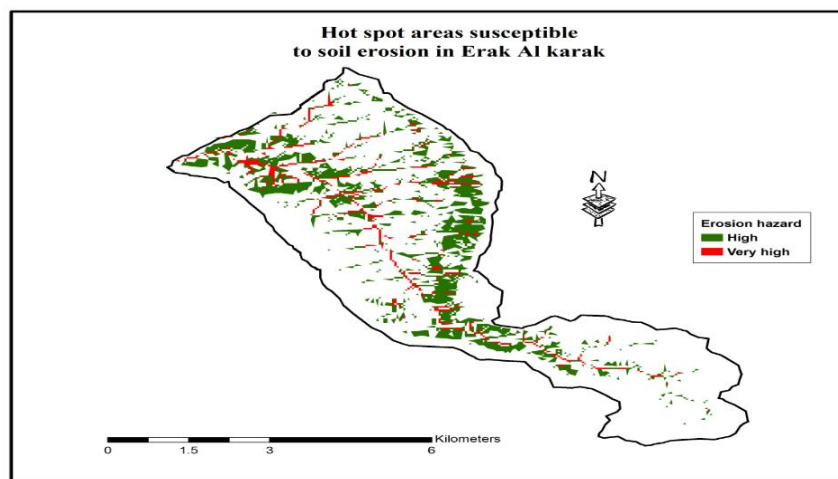 Hot spot areas susceptible
to soil erosion in Erak Al karak
N
Erosion hazard
High
Very high
Kilometers
0 1.5 3 6